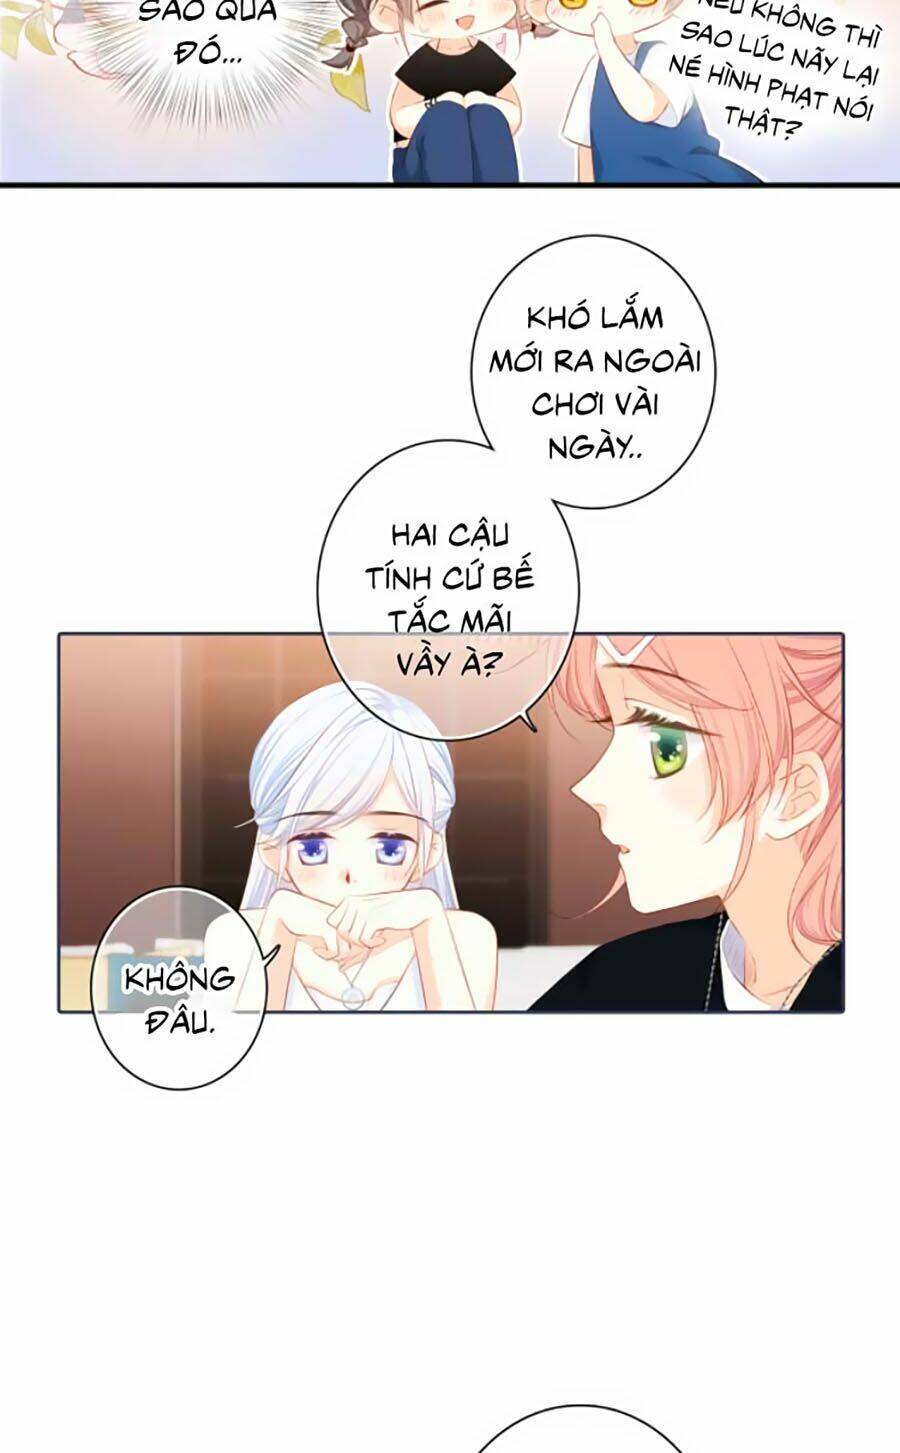 SAO QUA
ĐÓ...
NẾU KHÔNG THÌ
SAO LÚC NÃY LẠI
NÉ HÌNH PHẠT NÓI
THẬT?
KHÓ LẮM
MỚI RA NGOÀI
CHƠI VÀI
NGÀY..
HAI CẬU
TÍNH CỨ BẾ
TẮC MÃI
VẦY À?
KHÔNG
ĐÂU.